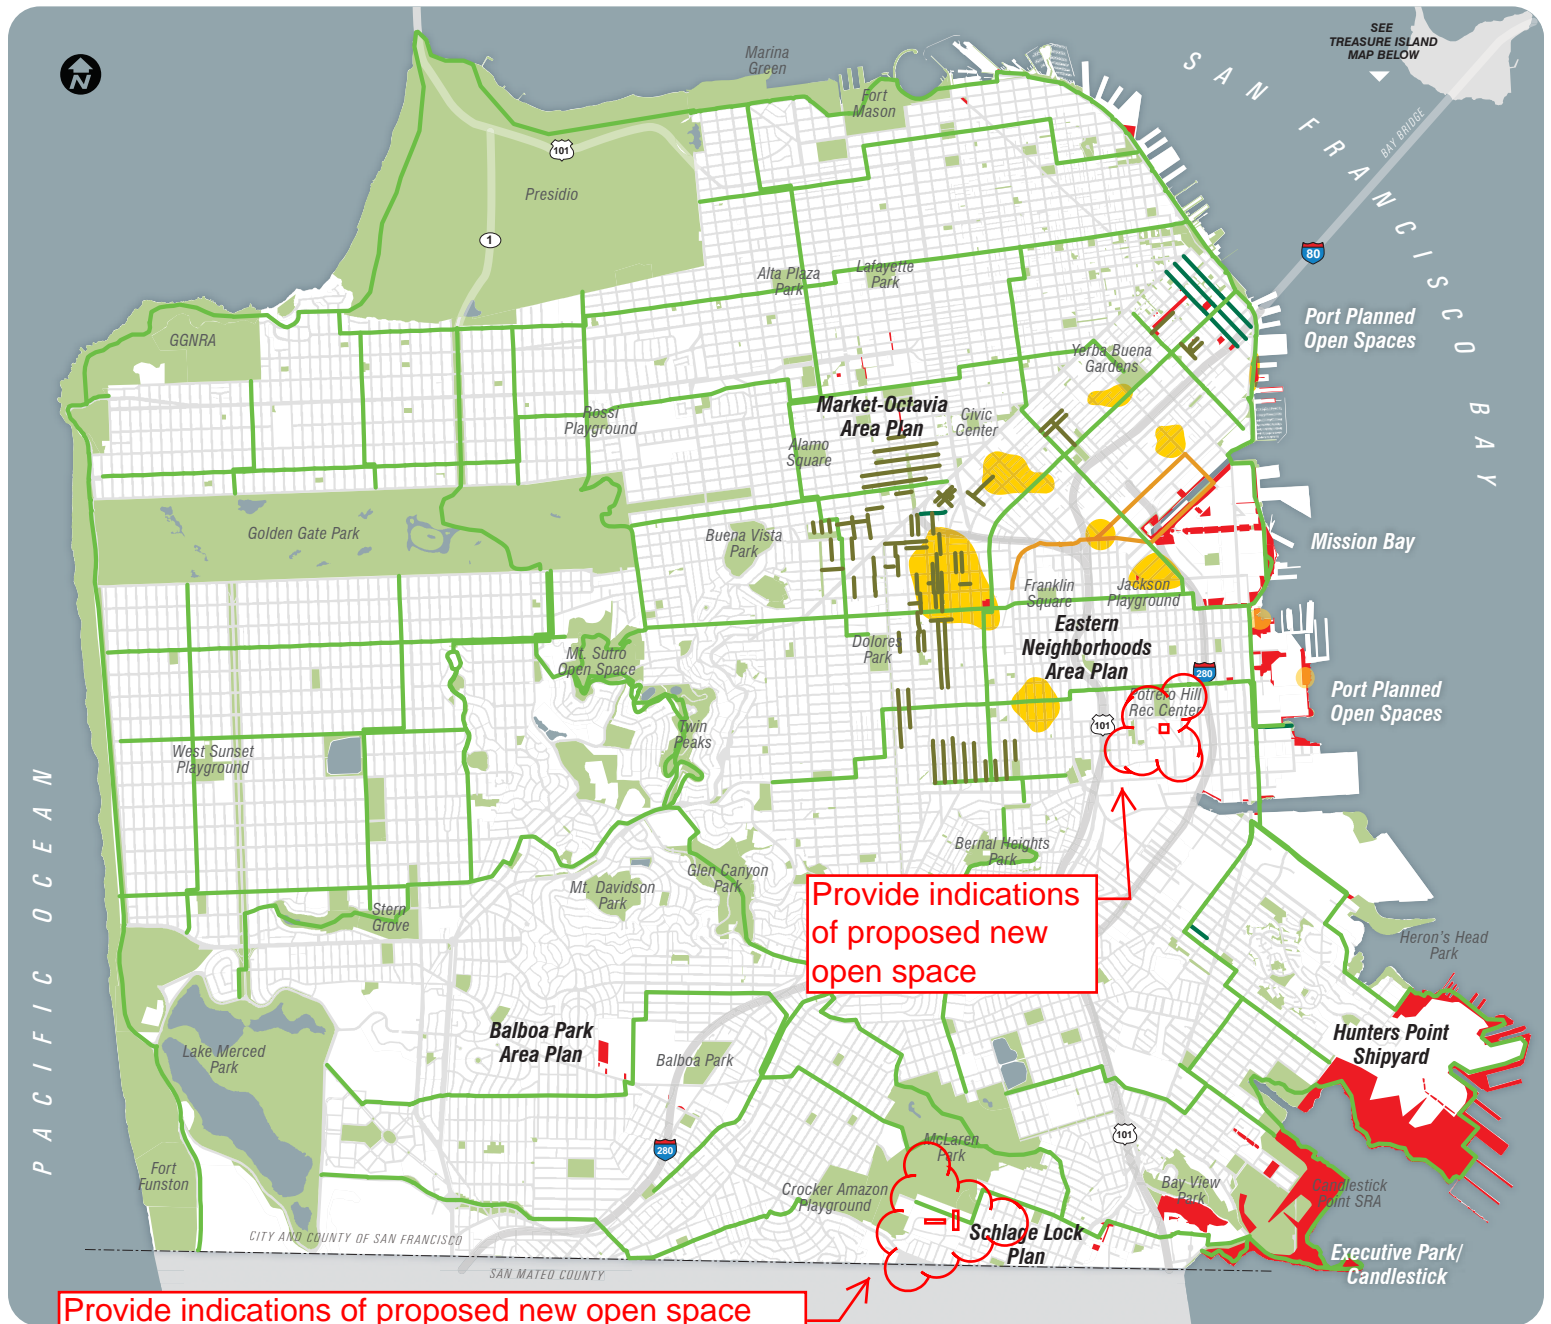 SEE
TREASURE ISLAND
MAP BELOW
N
Marina
Green
Fort
Mason
SAN FRANCISCO BAY
BAY BRIDGE
101
Presidio
1
80
Alta Plaza
Park
Lafayette
Park
Port Planned
Open Spaces
GGNRA
Yerba Buena
Gardens
Rossi
Playground
Market-Octavia
Area Plan
Civic
Center
Alamo
Square
Golden Gate Park
Buena Vista
Park
Mission Bay
Franklin
Square
Jackson
Playground
Eastern
Neighborhoods
Area Plan
Dolores
Park
Mt. Sutro
Open Space
280
Potrero Hill
Rec Center
Port Planned
Open Spaces
101
Twin
Peaks
West Sunset
Playground
PACIFIC OCEAN
Bernal Heights
Park
Glen Canyon
Park
Mt. Davidson
Park
Provide indications
of proposed new
open space
Stern
Grove
Heron's Head
Park
Balboa Park
Area Plan
Balboa Park
Hunters Point
Shipyard
Lake Merced
Park
280
101
McLaren
Park
Fort
Funston
Crocker Amazon
Playground
Bay View
Park
Candlestick
Point SRA
Schlage Lock
Plan
CITY AND COUNTY OF SAN FRANCISCO
SAN MATEO COUNTY
Executive Park/
Candlestick
Provide indications of proposed new open space